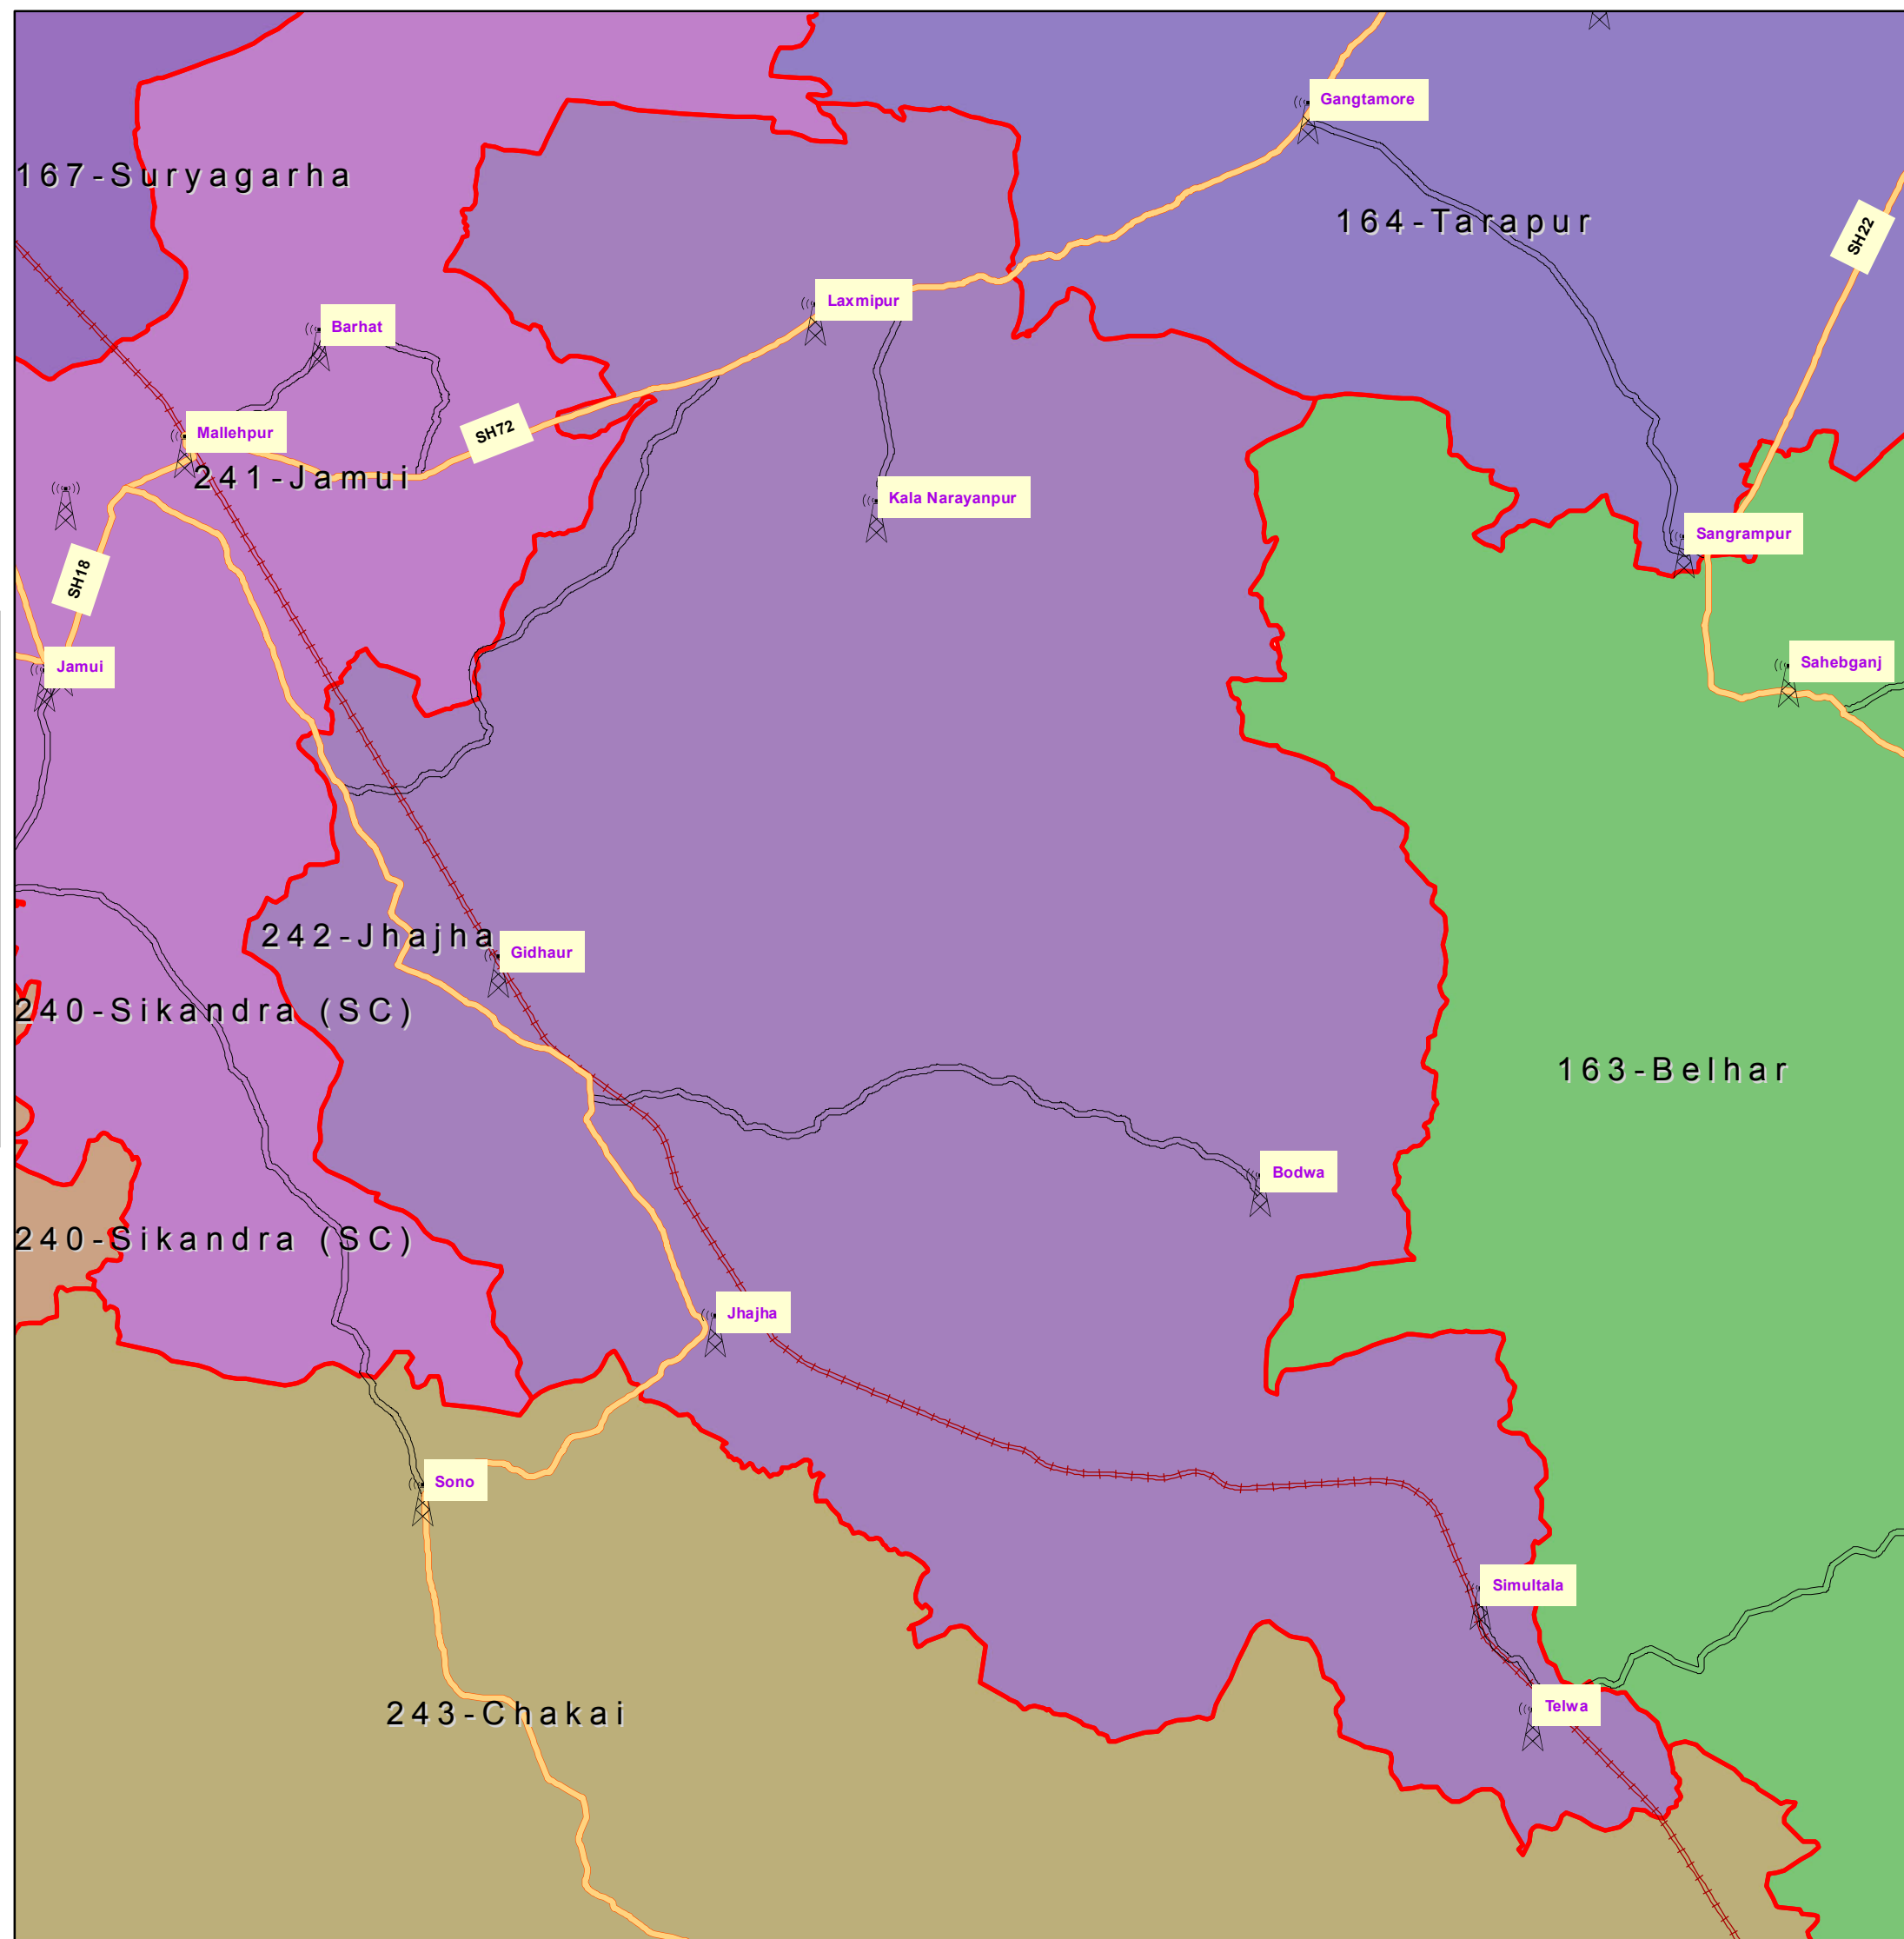 Gangtamore
167-Suryagarha
164-Tarapur
SH22
Laxmipur
Barhat
Mallehpur
SH72
241-Jamui
Kala Narayanpur
Sangrampur
SH18
Jamui
Sahebganj
242-Jhajha
Gidhaur
240-Sikandra (SC)
163-Belhar
Bodwa
240-Sikandra (SC)
Jhajha
Sono
Simultala
Telwa
243-Chakai